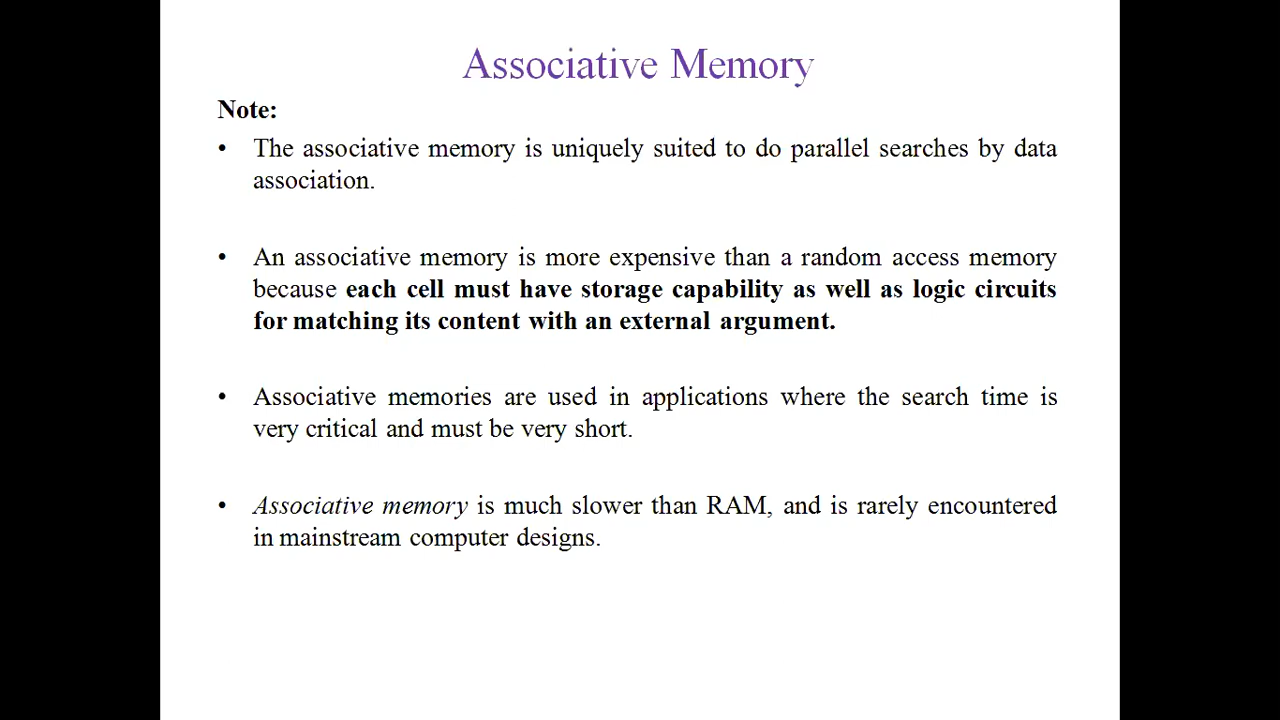 Associative Memory
Note:
• The associative memory is uniquely suited to do parallel searches by data
association.
• An associative memory is more expensive than a random access memory
because each cell must have storage capability as well as logic circuits
for matching its content with an external argument.
• Associative memories are used in applications where the search time is
very critical and must be very short.
• Associative memory is much slower than RAM, and is rarely encountered
in mainstream computer designs.